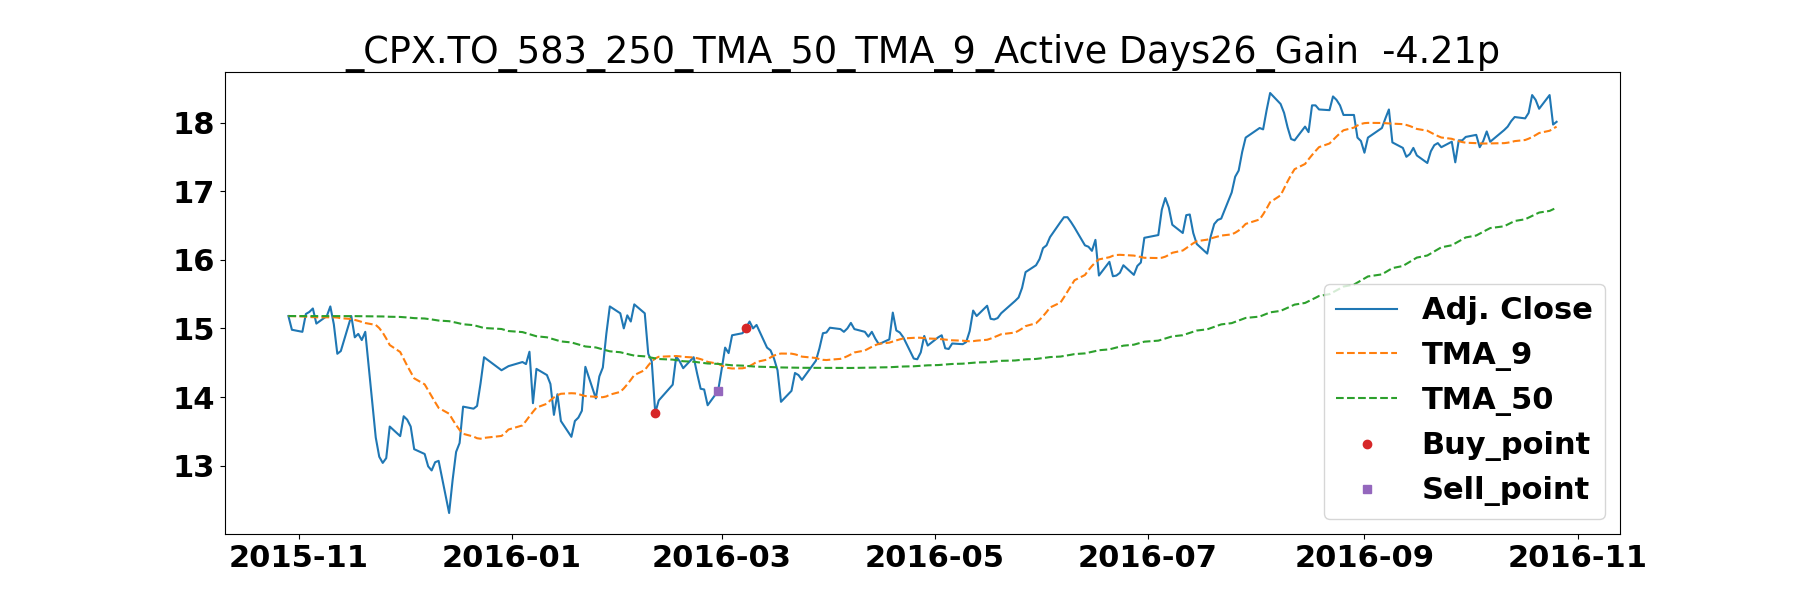 _CPX.TO_583_250_TMA_50_TMA_9_Active Days26_Gain  -4.21p
18
17
16
15
14
13
Adj. Close
TMA_9
TMA_50
Buy_point
Sell_point
2015-11 2016-01 2016-03 2016-05 2016-07 2016-09 2016-11